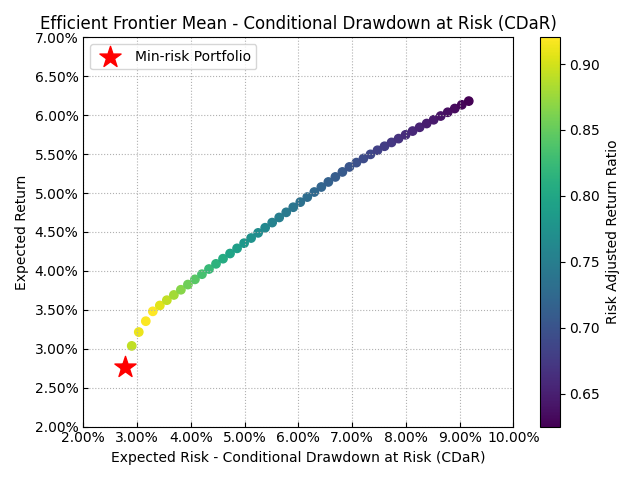 Efficient Frontier Mean - Conditional Drawdown at Risk (CDaR)
Min-risk Portfolio
Expected Return
7.00%
6.50%
6.00%
5.50%
5.00%
4.50%
4.00%
3.50%
3.00%
2.50%
2.00%
2.00% 3.00% 4.00% 5.00% 6.00% 7.00% 8.00% 9.00% 10.00%
Expected Risk - Conditional Drawdown at Risk (CDaR)
0.90
0.85
0.80
0.75
0.70
0.65
Risk Adjusted Return Ratio